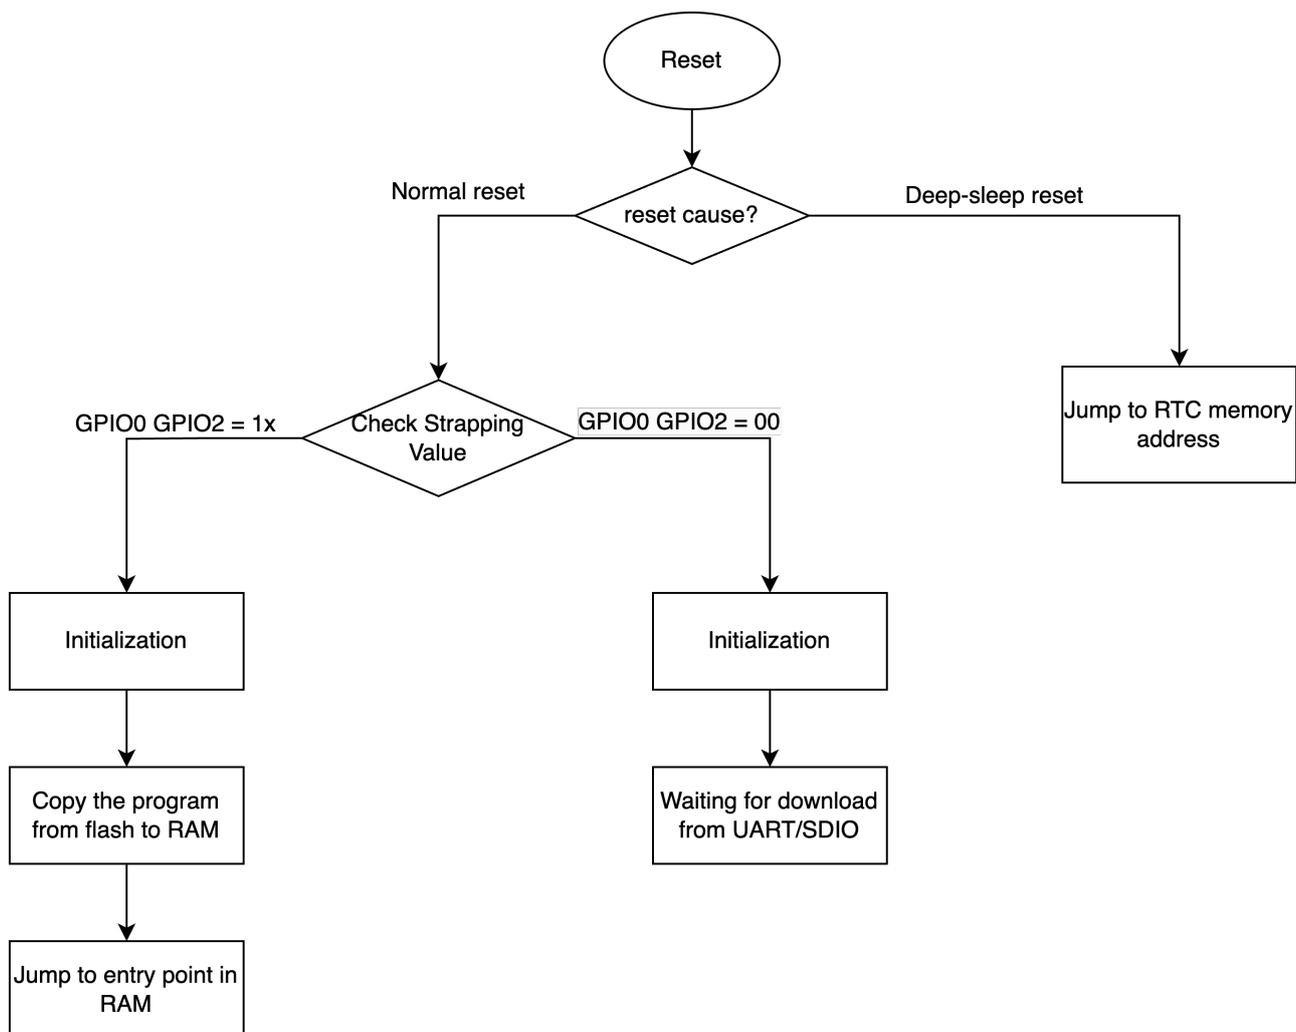 Reset
Normal reset
reset cause?
Deep-sleep reset
GPIO0 GPIO2 = 1x
Check Strapping
Value
GPIO0 GPIO2 = 00
Jump to RTC memory
address
Initialization
Initialization
Copy the program
from flash to RAM
Waiting for download
from UART/SDIO
Jump to entry point in
RAM